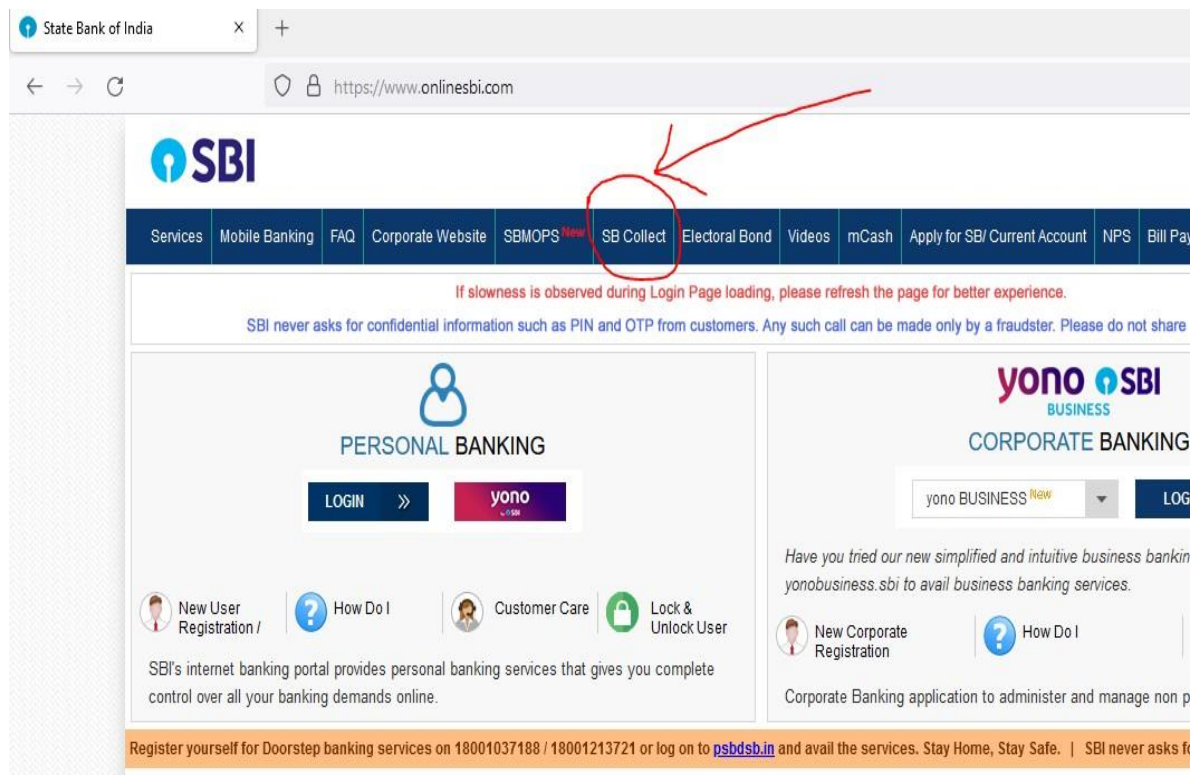 State Bank of India
https://www.onlinesbi.com
SBI
Services Mobile Banking FAQ Corporate Website SBMOPS New SB Collect Electoral Bond Videos mCash Apply for SB/ Current Account NPS Bill Pay
If slowness is observed during Login Page loading, please refresh the page for better experience.
SBI never asks for confidential information such as PIN and OTP from customers. Any such call can be made only by a fraudster. Please do not share
PERSONAL BANKING
LOGIN
yono
by SBI
New User
Registration /
How Do I
Customer Care
Lock &
Unlock User
SBI's internet banking portal provides personal banking services that gives you complete
control over all your banking demands online.
yono SBI
BUSINESS
CORPORATE BANKING
yono BUSINESS New
LOG
Have you tried our new simplified and intuitive business bankin
yonobusiness.sbi to avail business banking services.
New Corporate
Registration
How Do I
Corporate Banking application to administer and manage non p
Register yourself for Doorstep banking services on 18001037188 / 18001213721 or log on to psbdsb.in and avail the services. Stay Home, Stay Safe. | SBI never asks fo